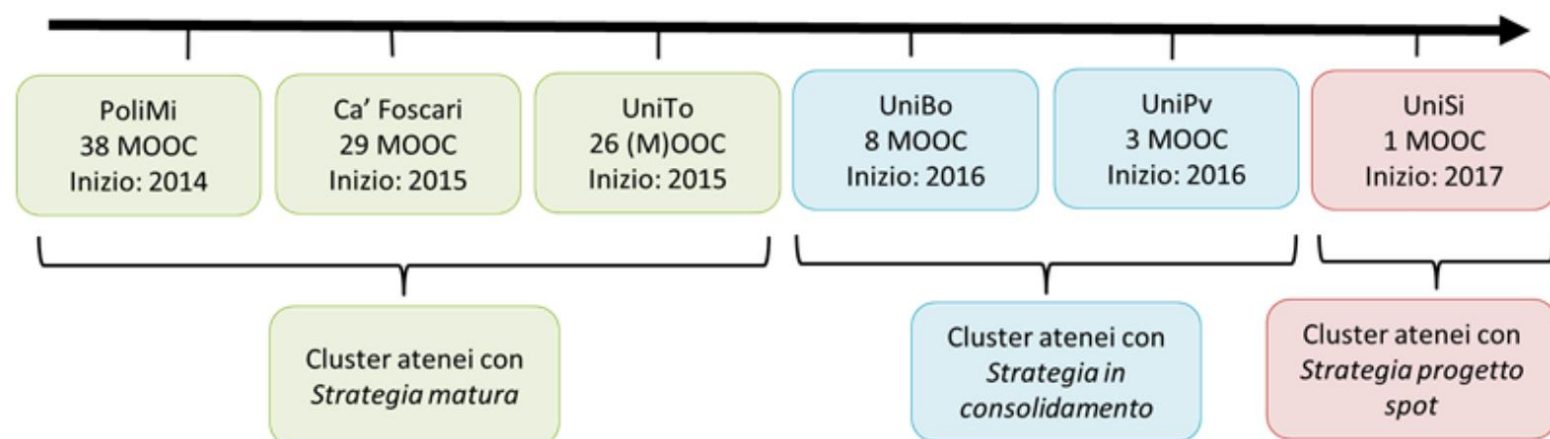 PoliMi
38 MOOC
Inizio: 2014
Ca' Foscari
29 MOOC
Inizio: 2015
UniTo
26 (M)OOC
Inizio: 2015
UniBo
8 MOOC
Inizio: 2016
UniPv
3 MOOC
Inizio: 2016
UniSi
1 MOOC
Inizio: 2017
Cluster atenei con
Strategia matura
Cluster atenei con
Strategia in
consolidamento
Cluster atenei con
Strategia progetto
spot